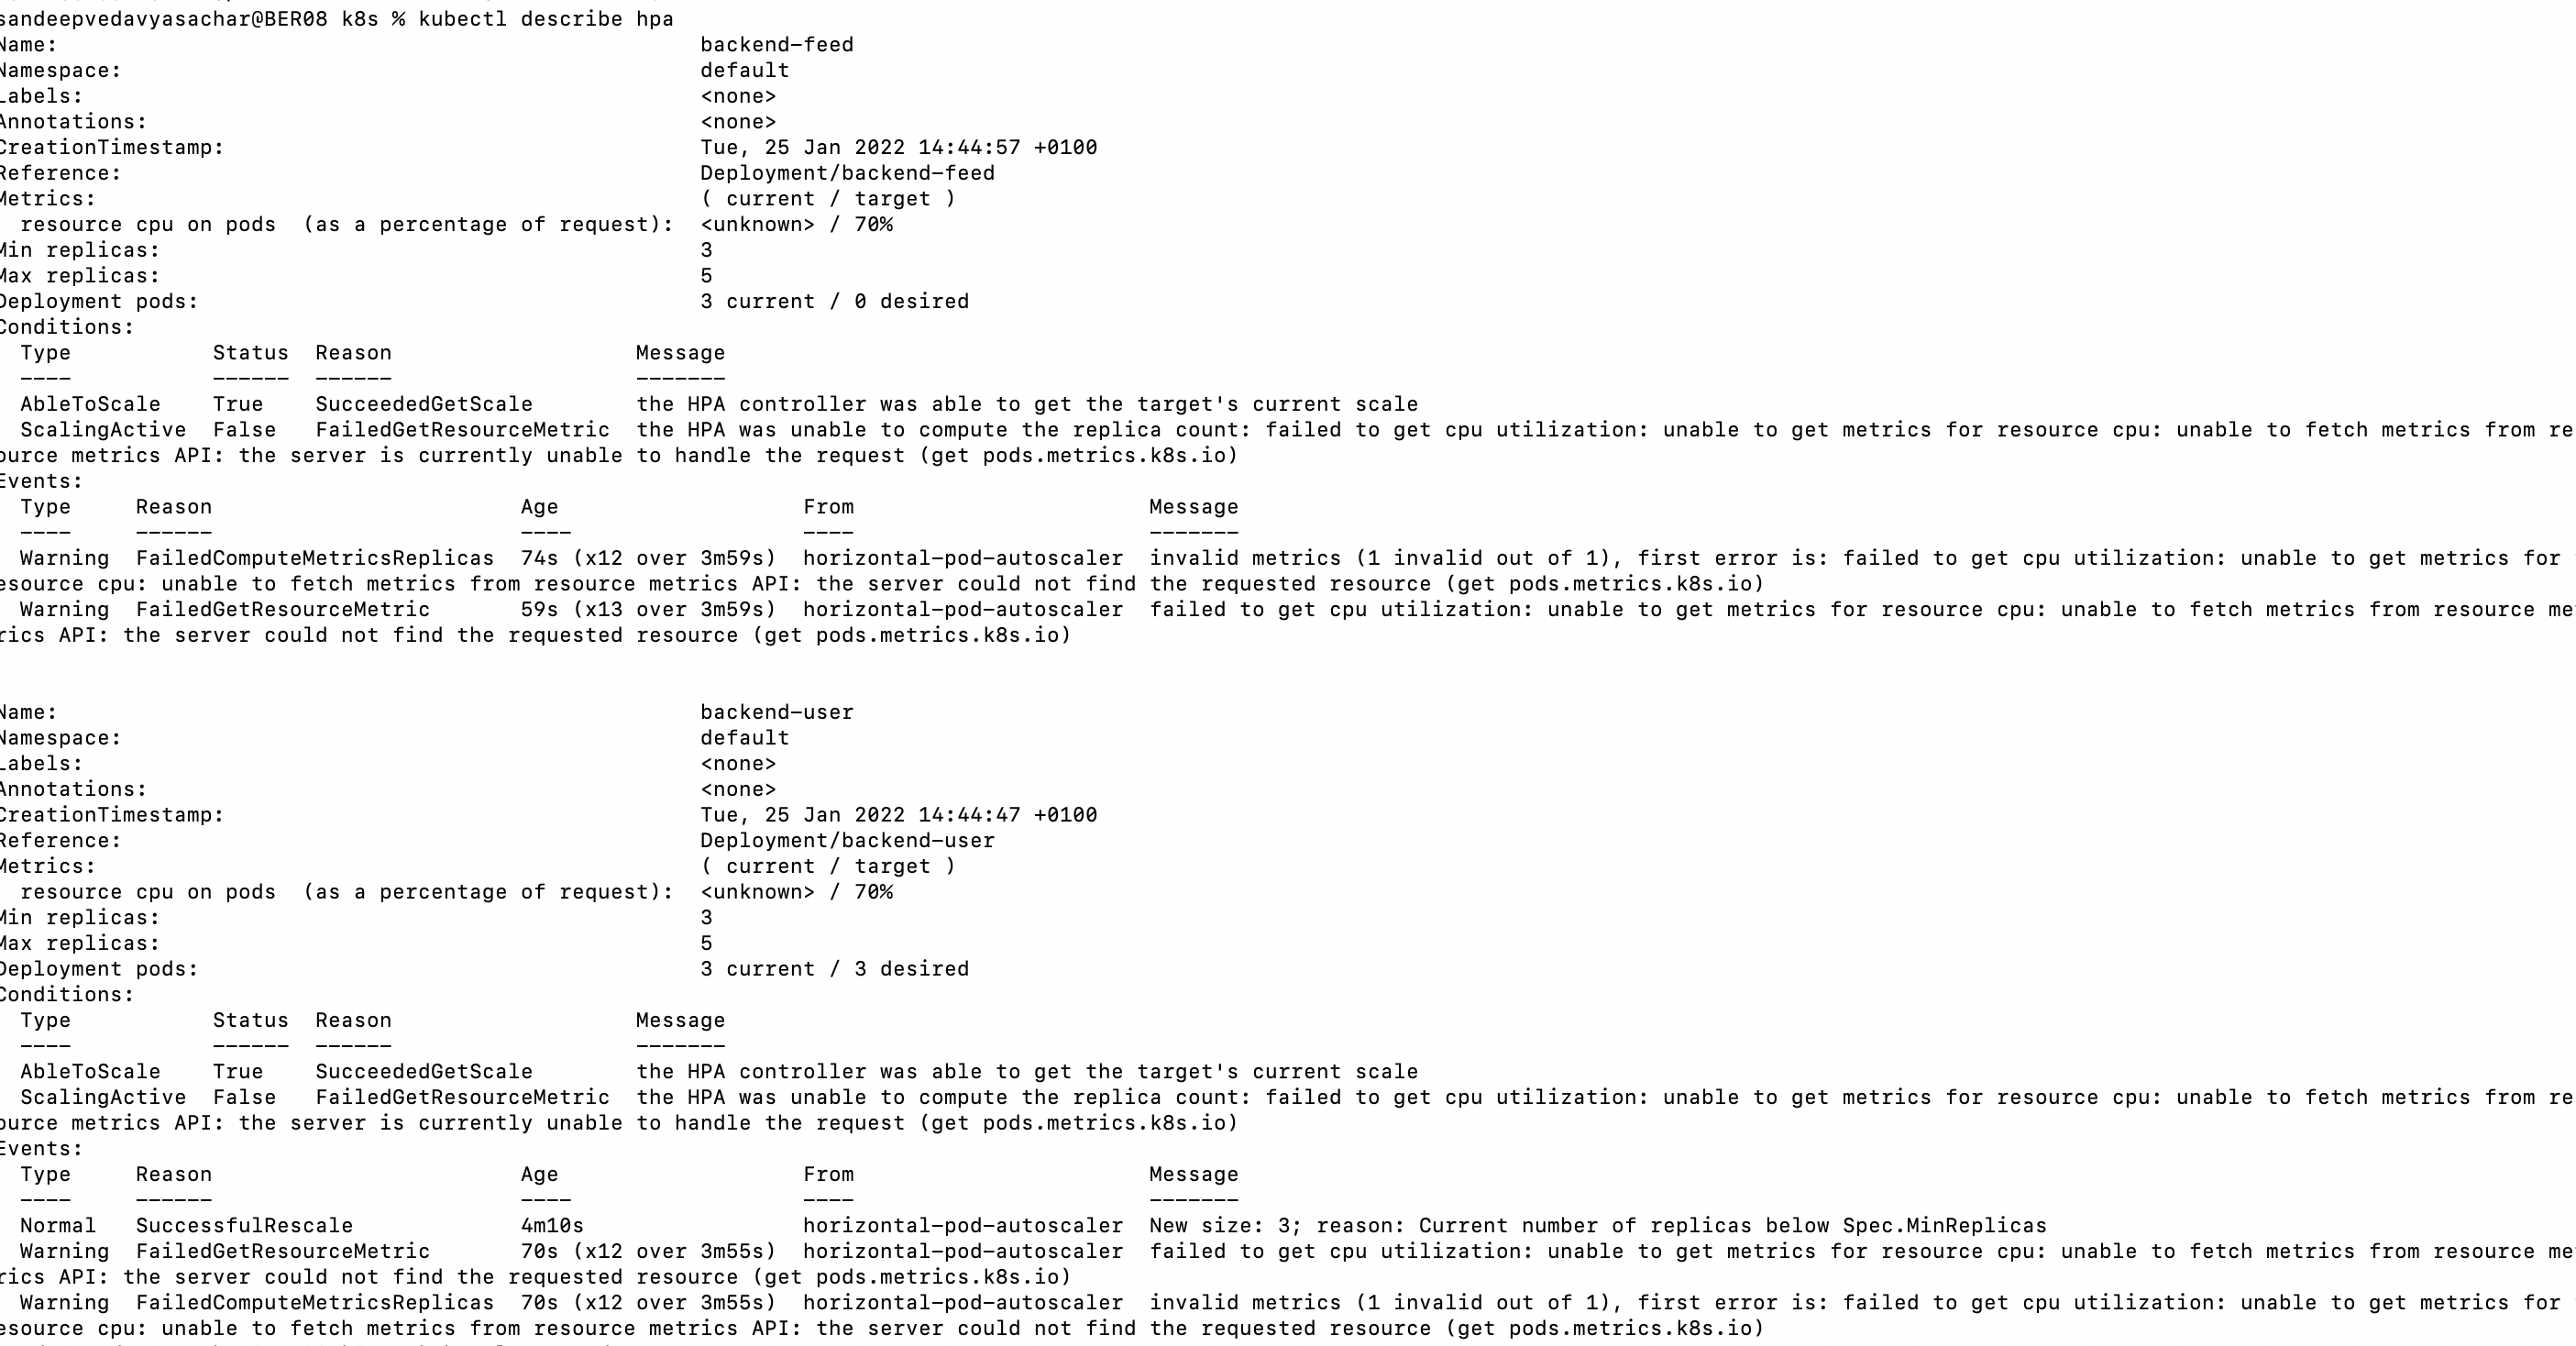 sandeepvedavyasachar@BER08 k8s % kubectl describe hpa
Name: backend-feed
Namespace: default
Labels: <none>
Annotations: <none>
CreationTimestamp: Tue, 25 Jan 2022 14:44:57 +0100
Reference: Deployment/backend-feed
Metrics: ( current / target )
resource cpu on pods (as a percentage of request): <unknown> / 70%
Min replicas: 3
Max replicas: 5
Deployment pods: 3 current / 0 desired
Conditions:
Type Status Reason Message
---- ------ ------ -------
AbleToScale True SucceededGetScale the HPA controller was able to get the target's current scale
ScalingActive False FailedGetResourceMetric the HPA was unable to compute the replica count: failed to get cpu utilization: unable to get metrics for resource cpu: unable to fetch metrics from re
ource metrics API: the server is currently unable to handle the request (get pods.metrics.k8s.io)
Events:
Type Reason Age From Message
---- ------ ---- ---- -------
Warning FailedComputeMetricsReplicas 74s (x12 over 3m59s) horizontal-pod-autoscaler invalid metrics (1 invalid out of 1), first error is: failed to get cpu utilization: unable to get metrics for
esource cpu: unable to fetch metrics from resource metrics API: the server could not find the requested resource (get pods.metrics.k8s.io)
Warning FailedGetResourceMetric 59s (x13 over 3m59s) horizontal-pod-autoscaler failed to get cpu utilization: unable to get metrics for resource cpu: unable to fetch metrics from resource me
rics API: the server could not find the requested resource (get pods.metrics.k8s.io)
Name: backend-user
Namespace: default
Labels: <none>
Annotations: <none>
CreationTimestamp: Tue, 25 Jan 2022 14:44:47 +0100
Reference: Deployment/backend-user
Metrics: ( current / target )
resource cpu on pods (as a percentage of request): <unknown> / 70%
Min replicas: 3
Max replicas: 5
Deployment pods: 3 current / 3 desired
Conditions:
Type Status Reason Message
---- ------ ------ -------
AbleToScale True SucceededGetScale the HPA controller was able to get the target's current scale
ScalingActive False FailedGetResourceMetric the HPA was unable to compute the replica count: failed to get cpu utilization: unable to get metrics for resource cpu: unable to fetch metrics from re
ource metrics API: the server is currently unable to handle the request (get pods.metrics.k8s.io)
Events:
Type Reason Age From Message
---- ------ ---- ---- -------
Normal SuccessfulRescale 4m10s horizontal-pod-autoscaler New size: 3; reason: Current number of replicas below Spec.MinReplicas
Warning FailedGetResourceMetric 70s (x12 over 3m55s) horizontal-pod-autoscaler failed to get cpu utilization: unable to get metrics for resource cpu: unable to fetch metrics from resource me
rics API: the server could not find the requested resource (get pods.metrics.k8s.io)
Warning FailedComputeMetricsReplicas 70s (x12 over 3m55s) horizontal-pod-autoscaler invalid metrics (1 invalid out of 1), first error is: failed to get cpu utilization: unable to get metrics for
esource cpu: unable to fetch metrics from resource metrics API: the server could not find the requested resource (get pods.metrics.k8s.io)